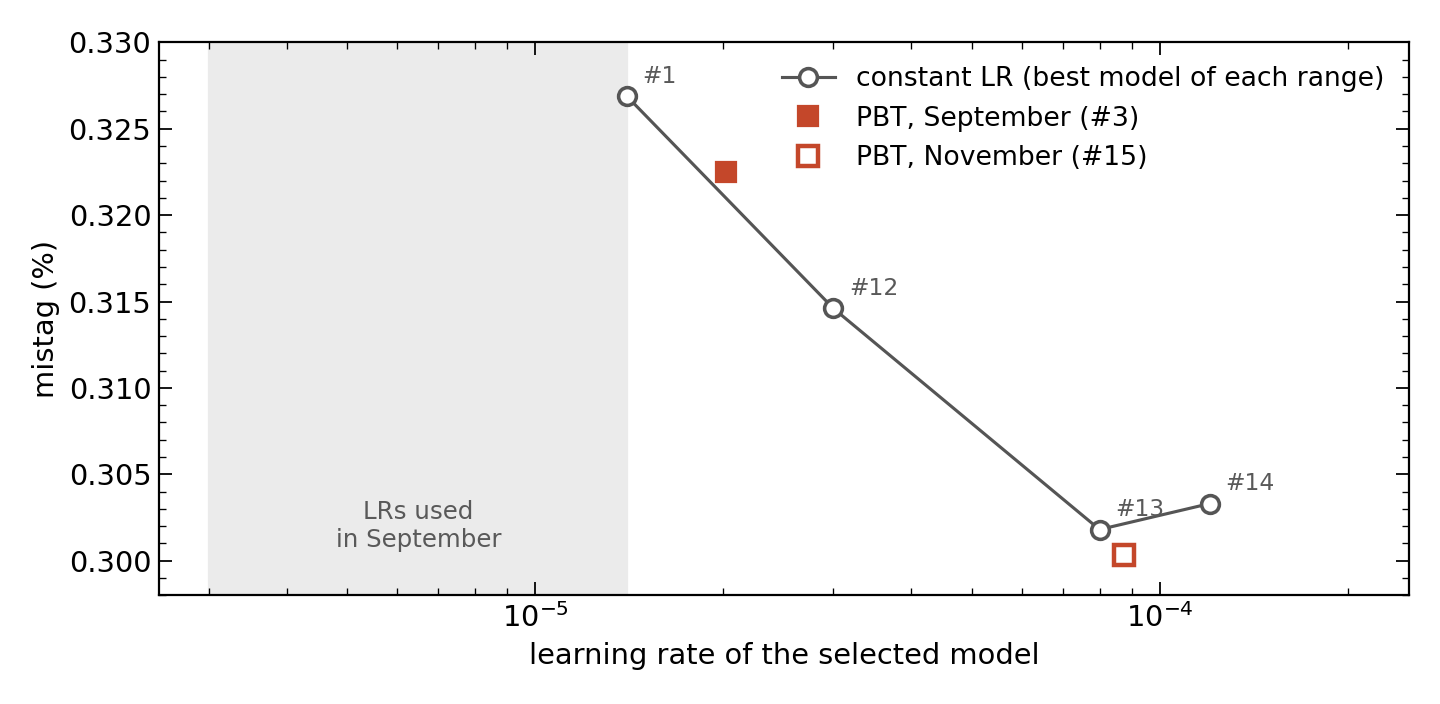 0.330
0.325
0.320
0.315
0.310
0.305
0.300
mistag (%)
#1
constant LR (best model of each range)
PBT, September (#3)
PBT, November (#15)
#12
#13
#14
LRs used
in September
10⁻⁵
10⁻⁴
learning rate of the selected model